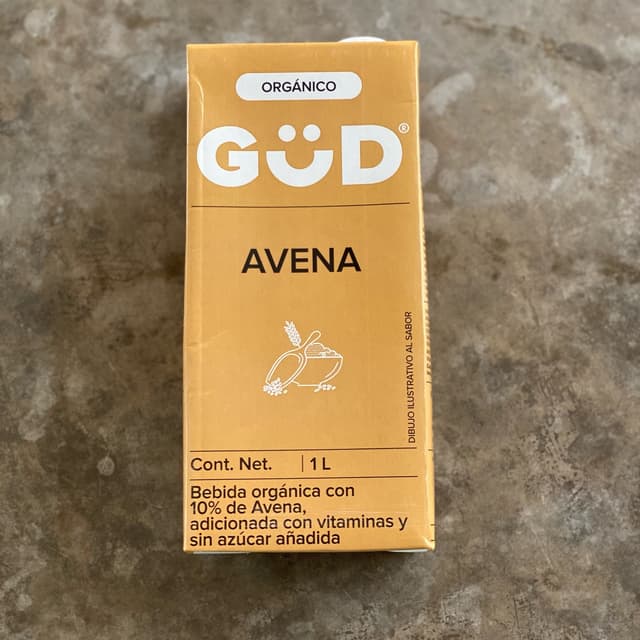 ORGÁNICO
GÜD®
AVENA
DIBUJO ILUSTRATIVO AL SABOR
Cont. Net. | 1 L
Bebida orgánica con
10% de Avena,
adicionada con vitaminas y
sin azúcar añadida